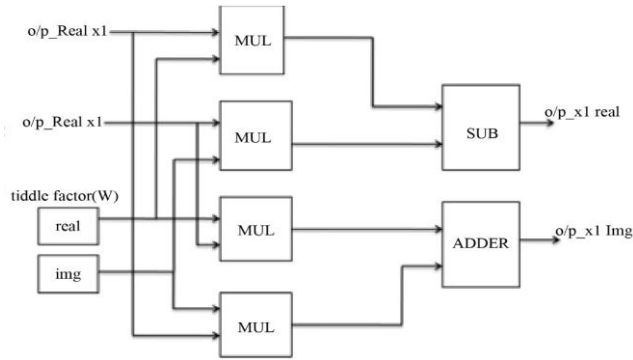 o/p_Real x1
MUL
o/p_Real x1
MUL
SUB
o/p_x1 real
tiddle factor(W)
real
MUL
ADDER
o/p_x1 Img
img
MUL